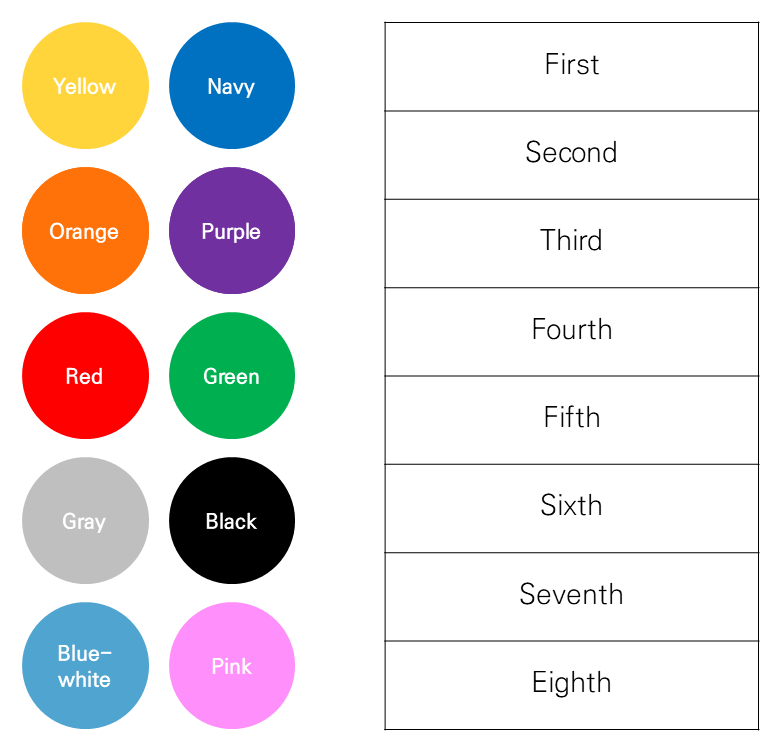 Yellow
Navy
Orange
Purple
Red
Green
Gray
Black
Blue-
white
Pink
First
Second
Third
Fourth
Fifth
Sixth
Seventh
Eighth